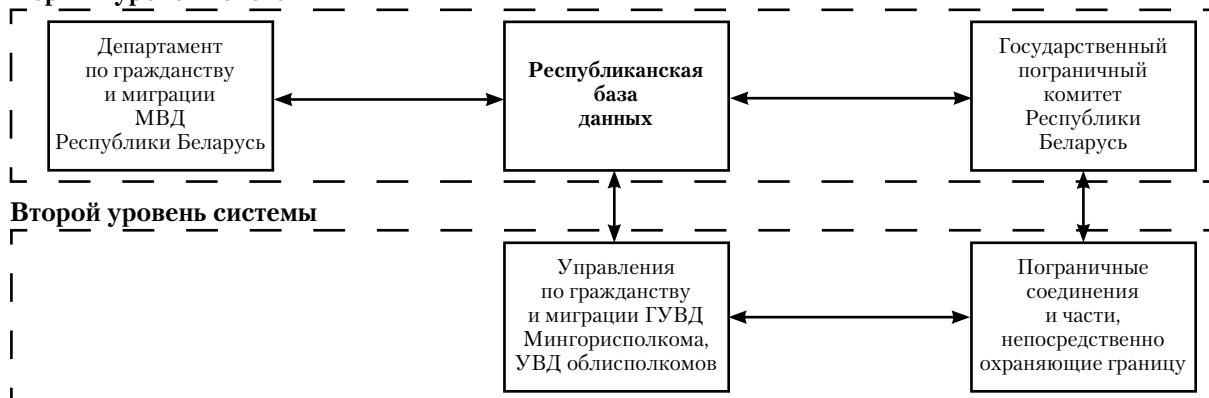 Департамент
по гражданству
и миграции
МВД
Республики Беларусь
Республиканская
база
данных
Государственный
пограничный
комитет
Республики
Беларусь
Второй уровень системы
Управления
по гражданству
и миграции ГУВД
Мингорисполкома,
УВД облисполкомов
Пограничные
соединения
и части,
непосредственно
охраняющие границу